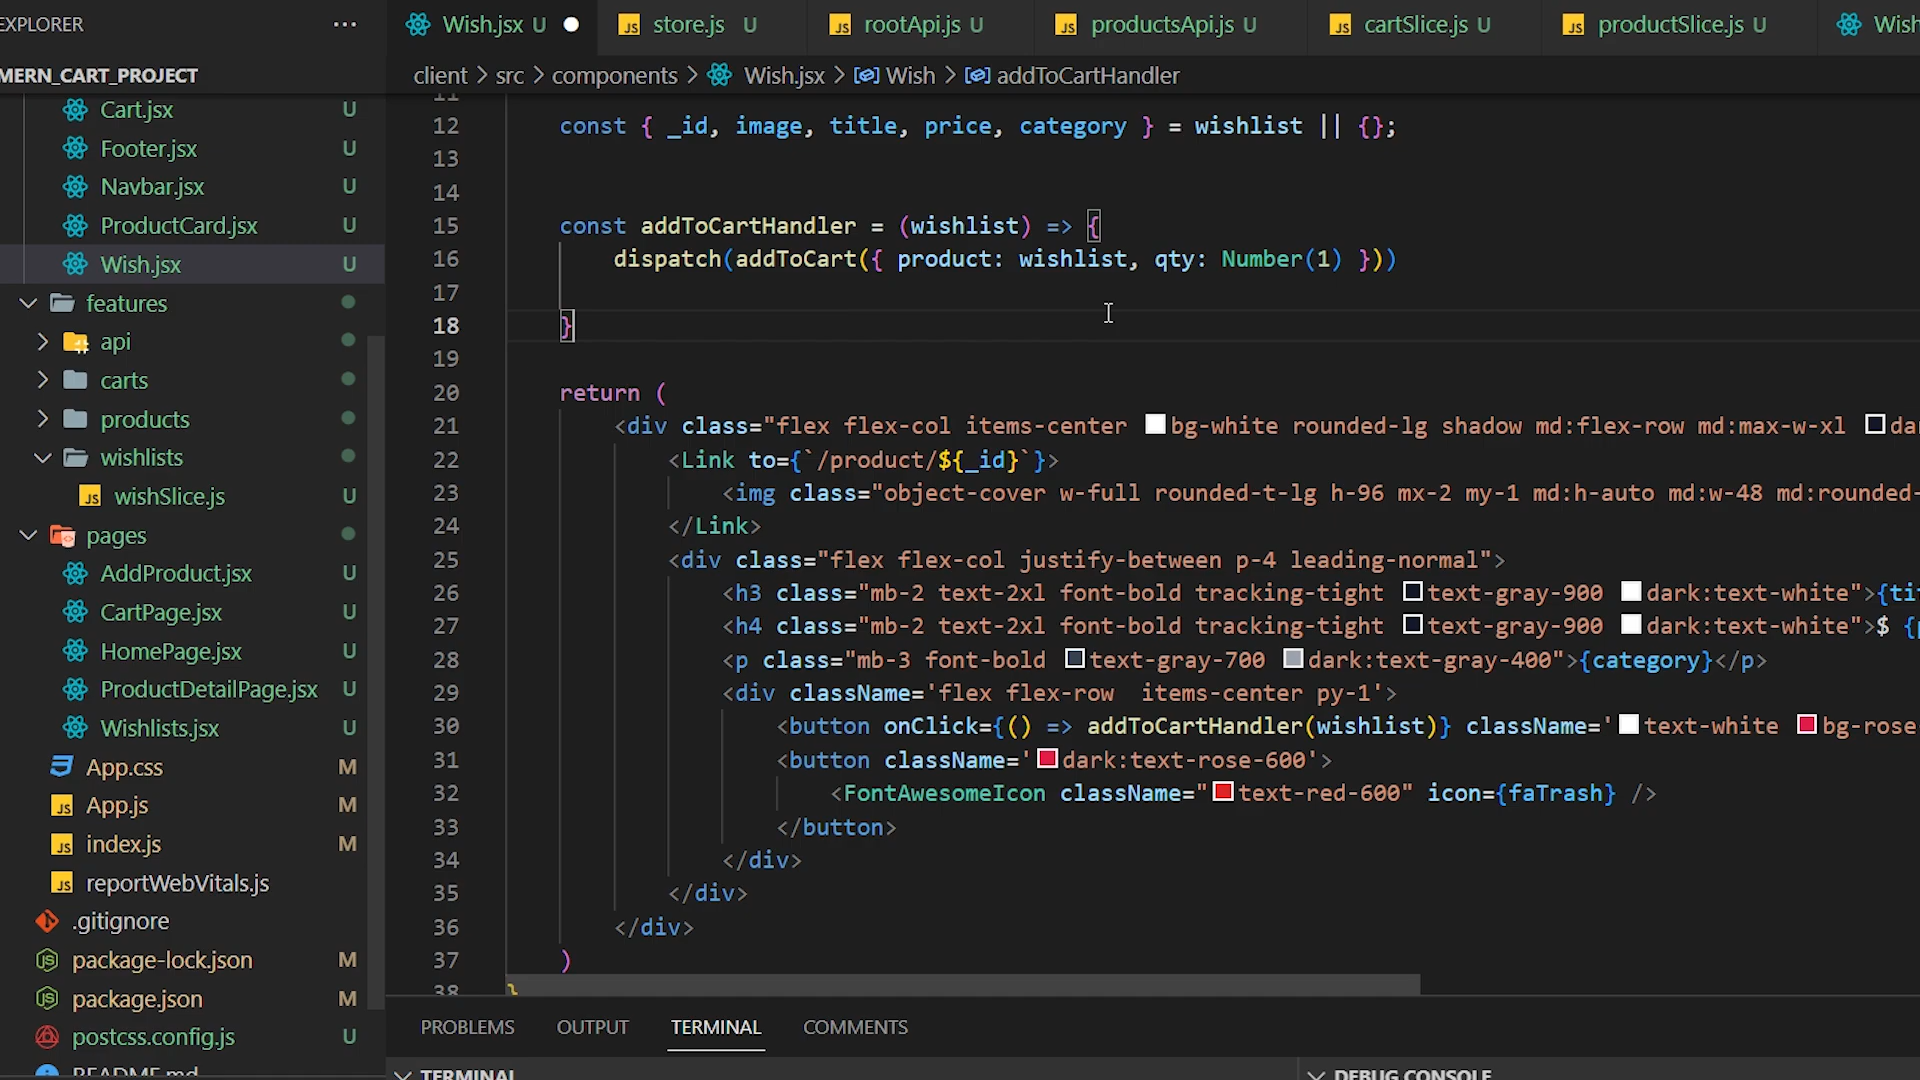 EXPLORER ...
Wish.jsx U
store.js U
rootApi.js U
productsApi.js U
cartSlice.js U
productSlice.js U
MERN_CART_PROJECT
client > src > components > Wish.jsx > Wish > addToCartHandler
Cart.jsx U
Footer.jsx U
Navbar.jsx U
ProductCard.jsx U
Wish.jsx U
features
api
carts
products
wishlists
wishSlice.js U
pages
AddProduct.jsx U
CartPage.jsx U
HomePage.jsx U
ProductDetailPage.jsx U
Wishlists.jsx U
App.css M
App.js M
index.js M
reportWebVitals.js
.gitignore
package-lock.json M
package.json M
postcss.config.js U
README.md
11
12 const { _id, image, title, price, category } = wishlist || {};
13
14
15 const addToCartHandler = (wishlist) => {
16 dispatch(addToCart({ product: wishlist, qty: Number(1) }))
17
18 }
19
20 return (
21 <div class="flex flex-col items-center bg-white rounded-lg shadow md:flex-row md:max-w-xl
22 <Link to={`/product/${_id}`}>
23 <img class="object-cover w-full rounded-t-lg h-96 mx-2 my-1 md:h-auto md:w-48 md:rounded-
24 </Link>
25 <div class="flex flex-col justify-between p-4 leading-normal">
26 <h3 class="mb-2 text-2xl font-bold tracking-tight text-gray-900 dark:text-white">{
27 <h4 class="mb-2 text-2xl font-bold tracking-tight text-gray-900 dark:text-white">$ {
28 <p class="mb-3 font-bold text-gray-700 dark:text-gray-400">{category}</p>
29 <div className='flex flex-row  items-center py-1'>
30 <button onClick={() => addToCartHandler(wishlist)} className='text-white bg-rose
31 <button className='dark:text-rose-600'>
32 <FontAwesomeIcon className="text-red-600" icon={faTrash} />
33 </button>
34 </div>
35 </div>
36 </div>
37 )
38 }
PROBLEMS OUTPUT TERMINAL COMMENTS
TERMINAL
DEBUG CONSOLE